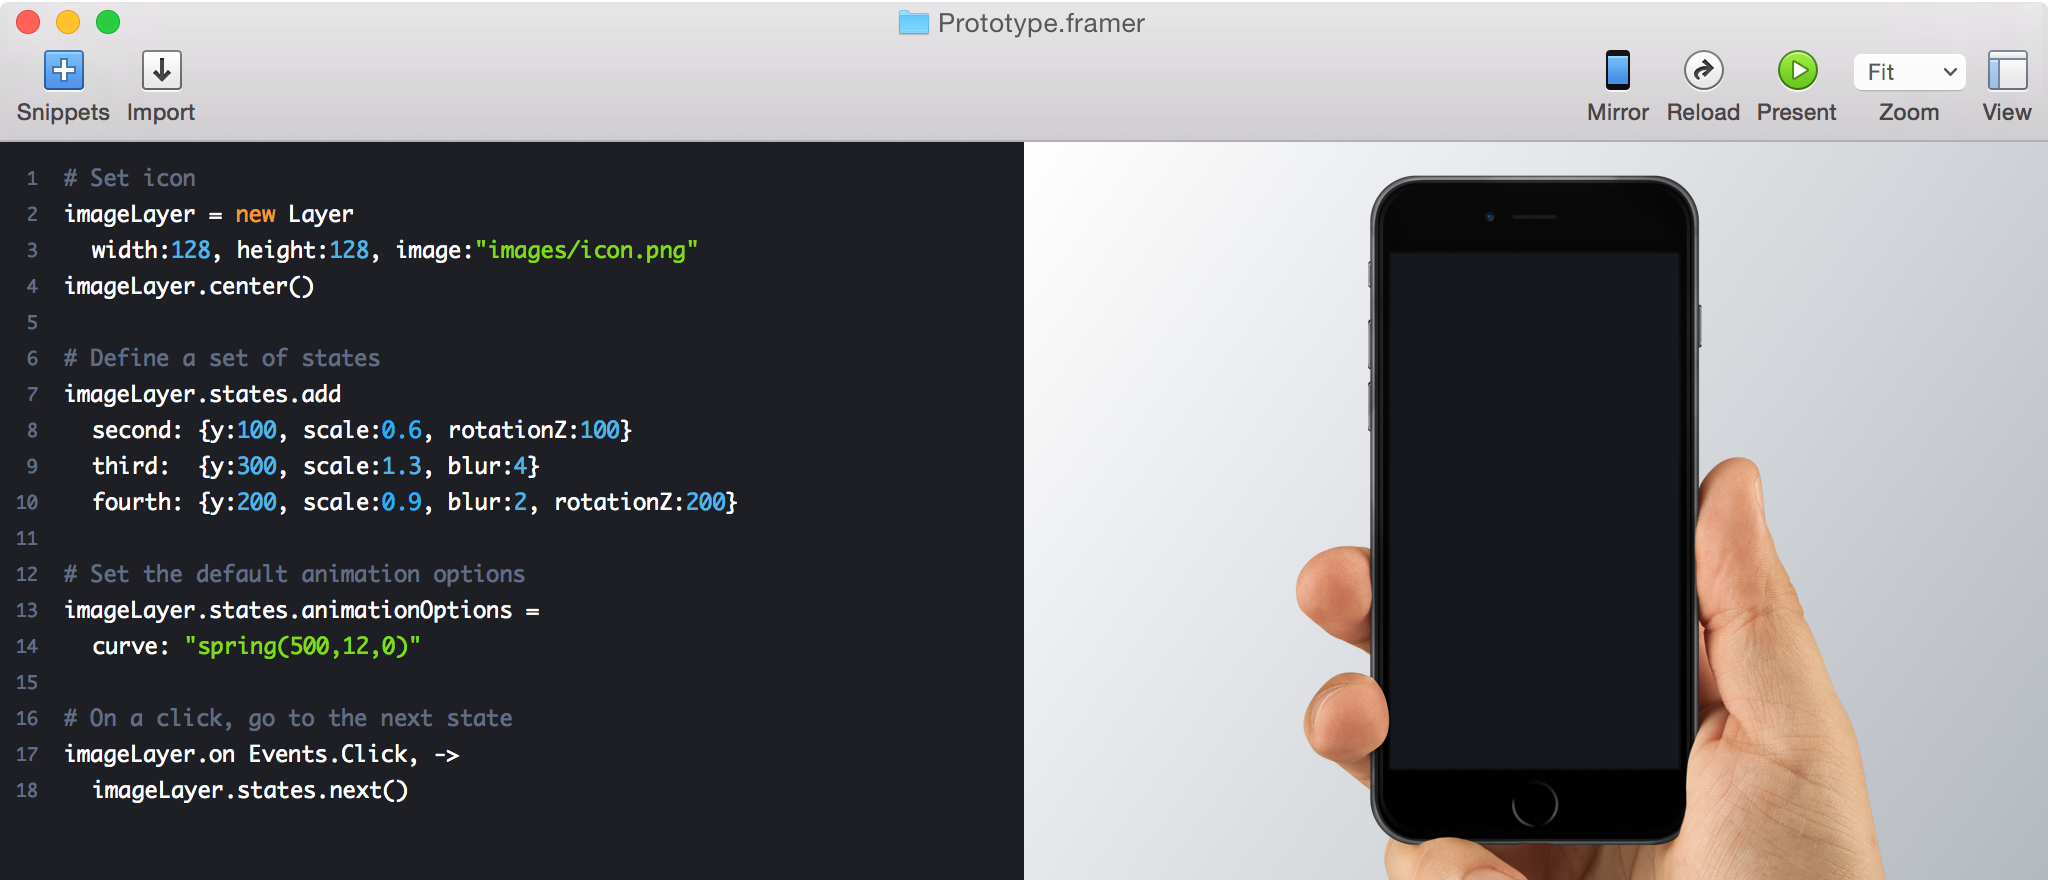 Prototype.framer
Snippets Import Mirror Reload Present Fit Zoom View
1 # Set icon
2 imageLayer = new Layer
3 width:128, height:128, image:"images/icon.png"
4 imageLayer.center()
5
6 # Define a set of states
7 imageLayer.states.add
8 second: {y:100, scale:0.6, rotationZ:100}
9 third:  {y:300, scale:1.3, blur:4}
10 fourth: {y:200, scale:0.9, blur:2, rotationZ:200}
11
12 # Set the default animation options
13 imageLayer.states.animationOptions =
14 curve: "spring(500,12,0)"
15
16 # On a click, go to the next state
17 imageLayer.on Events.Click, ->
18 imageLayer.states.next()